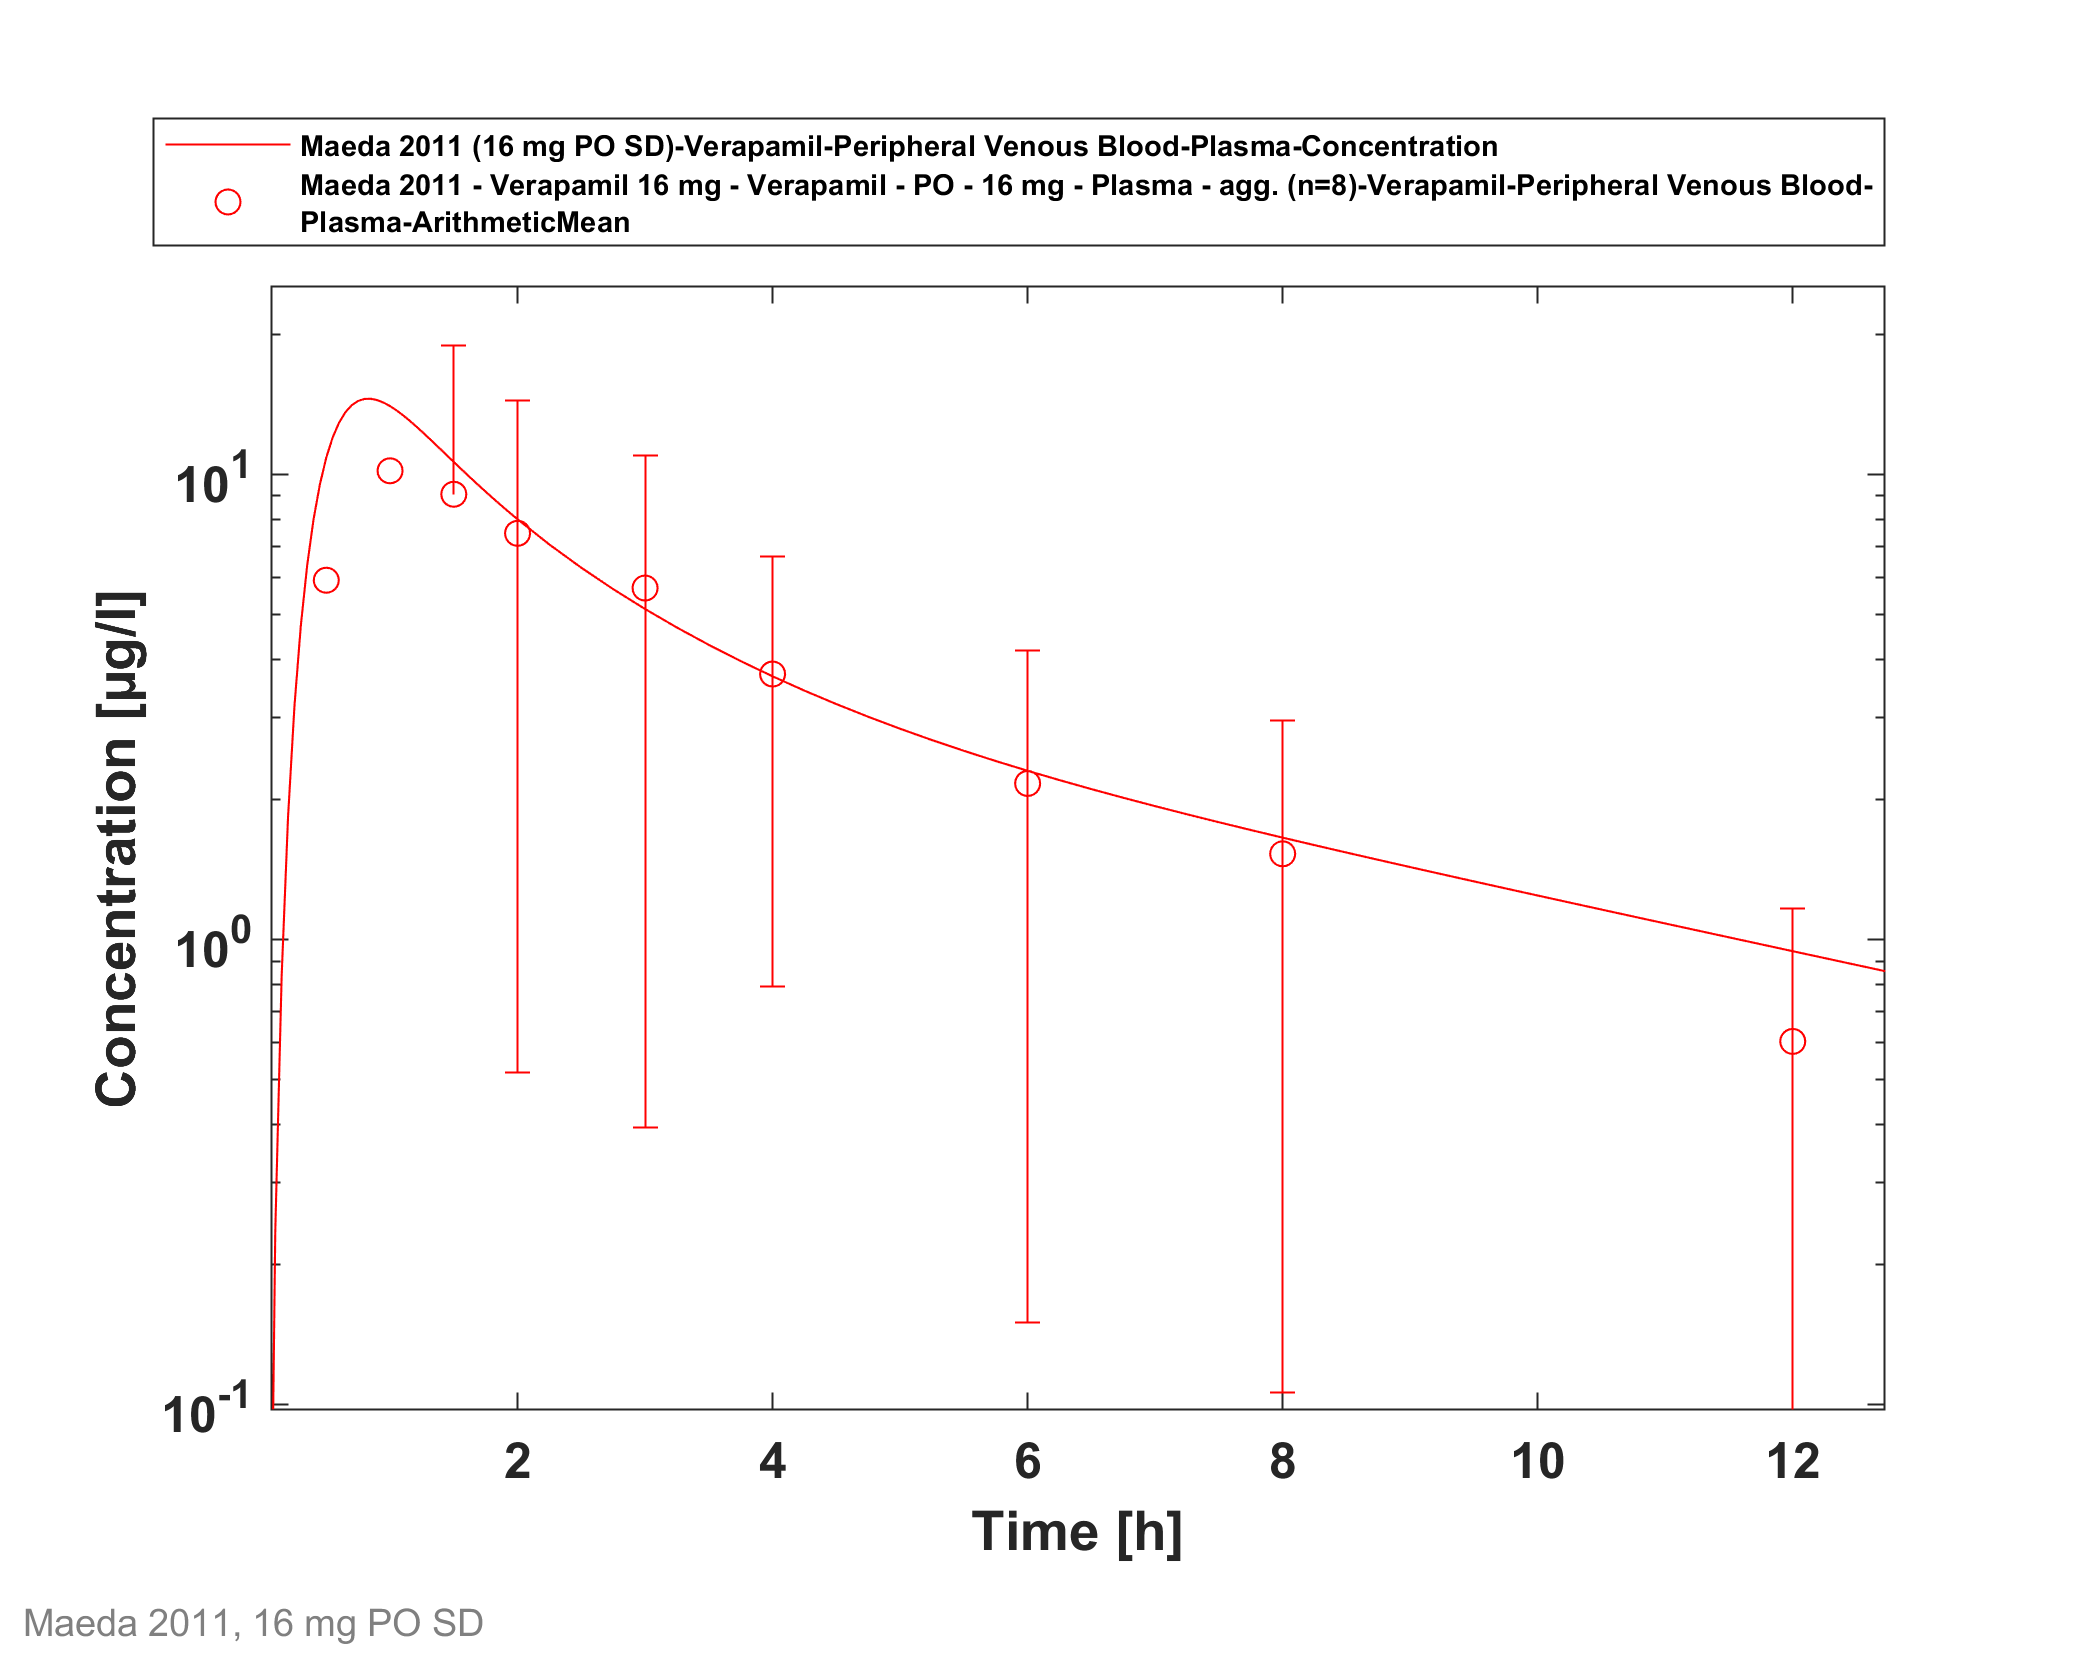 Maeda 2011 (16 mg PO SD)-Verapamil-Peripheral Venous Blood-Plasma-Concentration
Maeda 2011 - Verapamil 16 mg - Verapamil - PO - 16 mg - Plasma - agg. (n=8)-Verapamil-Peripheral Venous Blood-
Plasma-ArithmeticMean
Concentration [µg/l]
10^1
10^0
10^-1
2 4 6 8 10 12
Time [h]
Maeda 2011, 16 mg PO SD